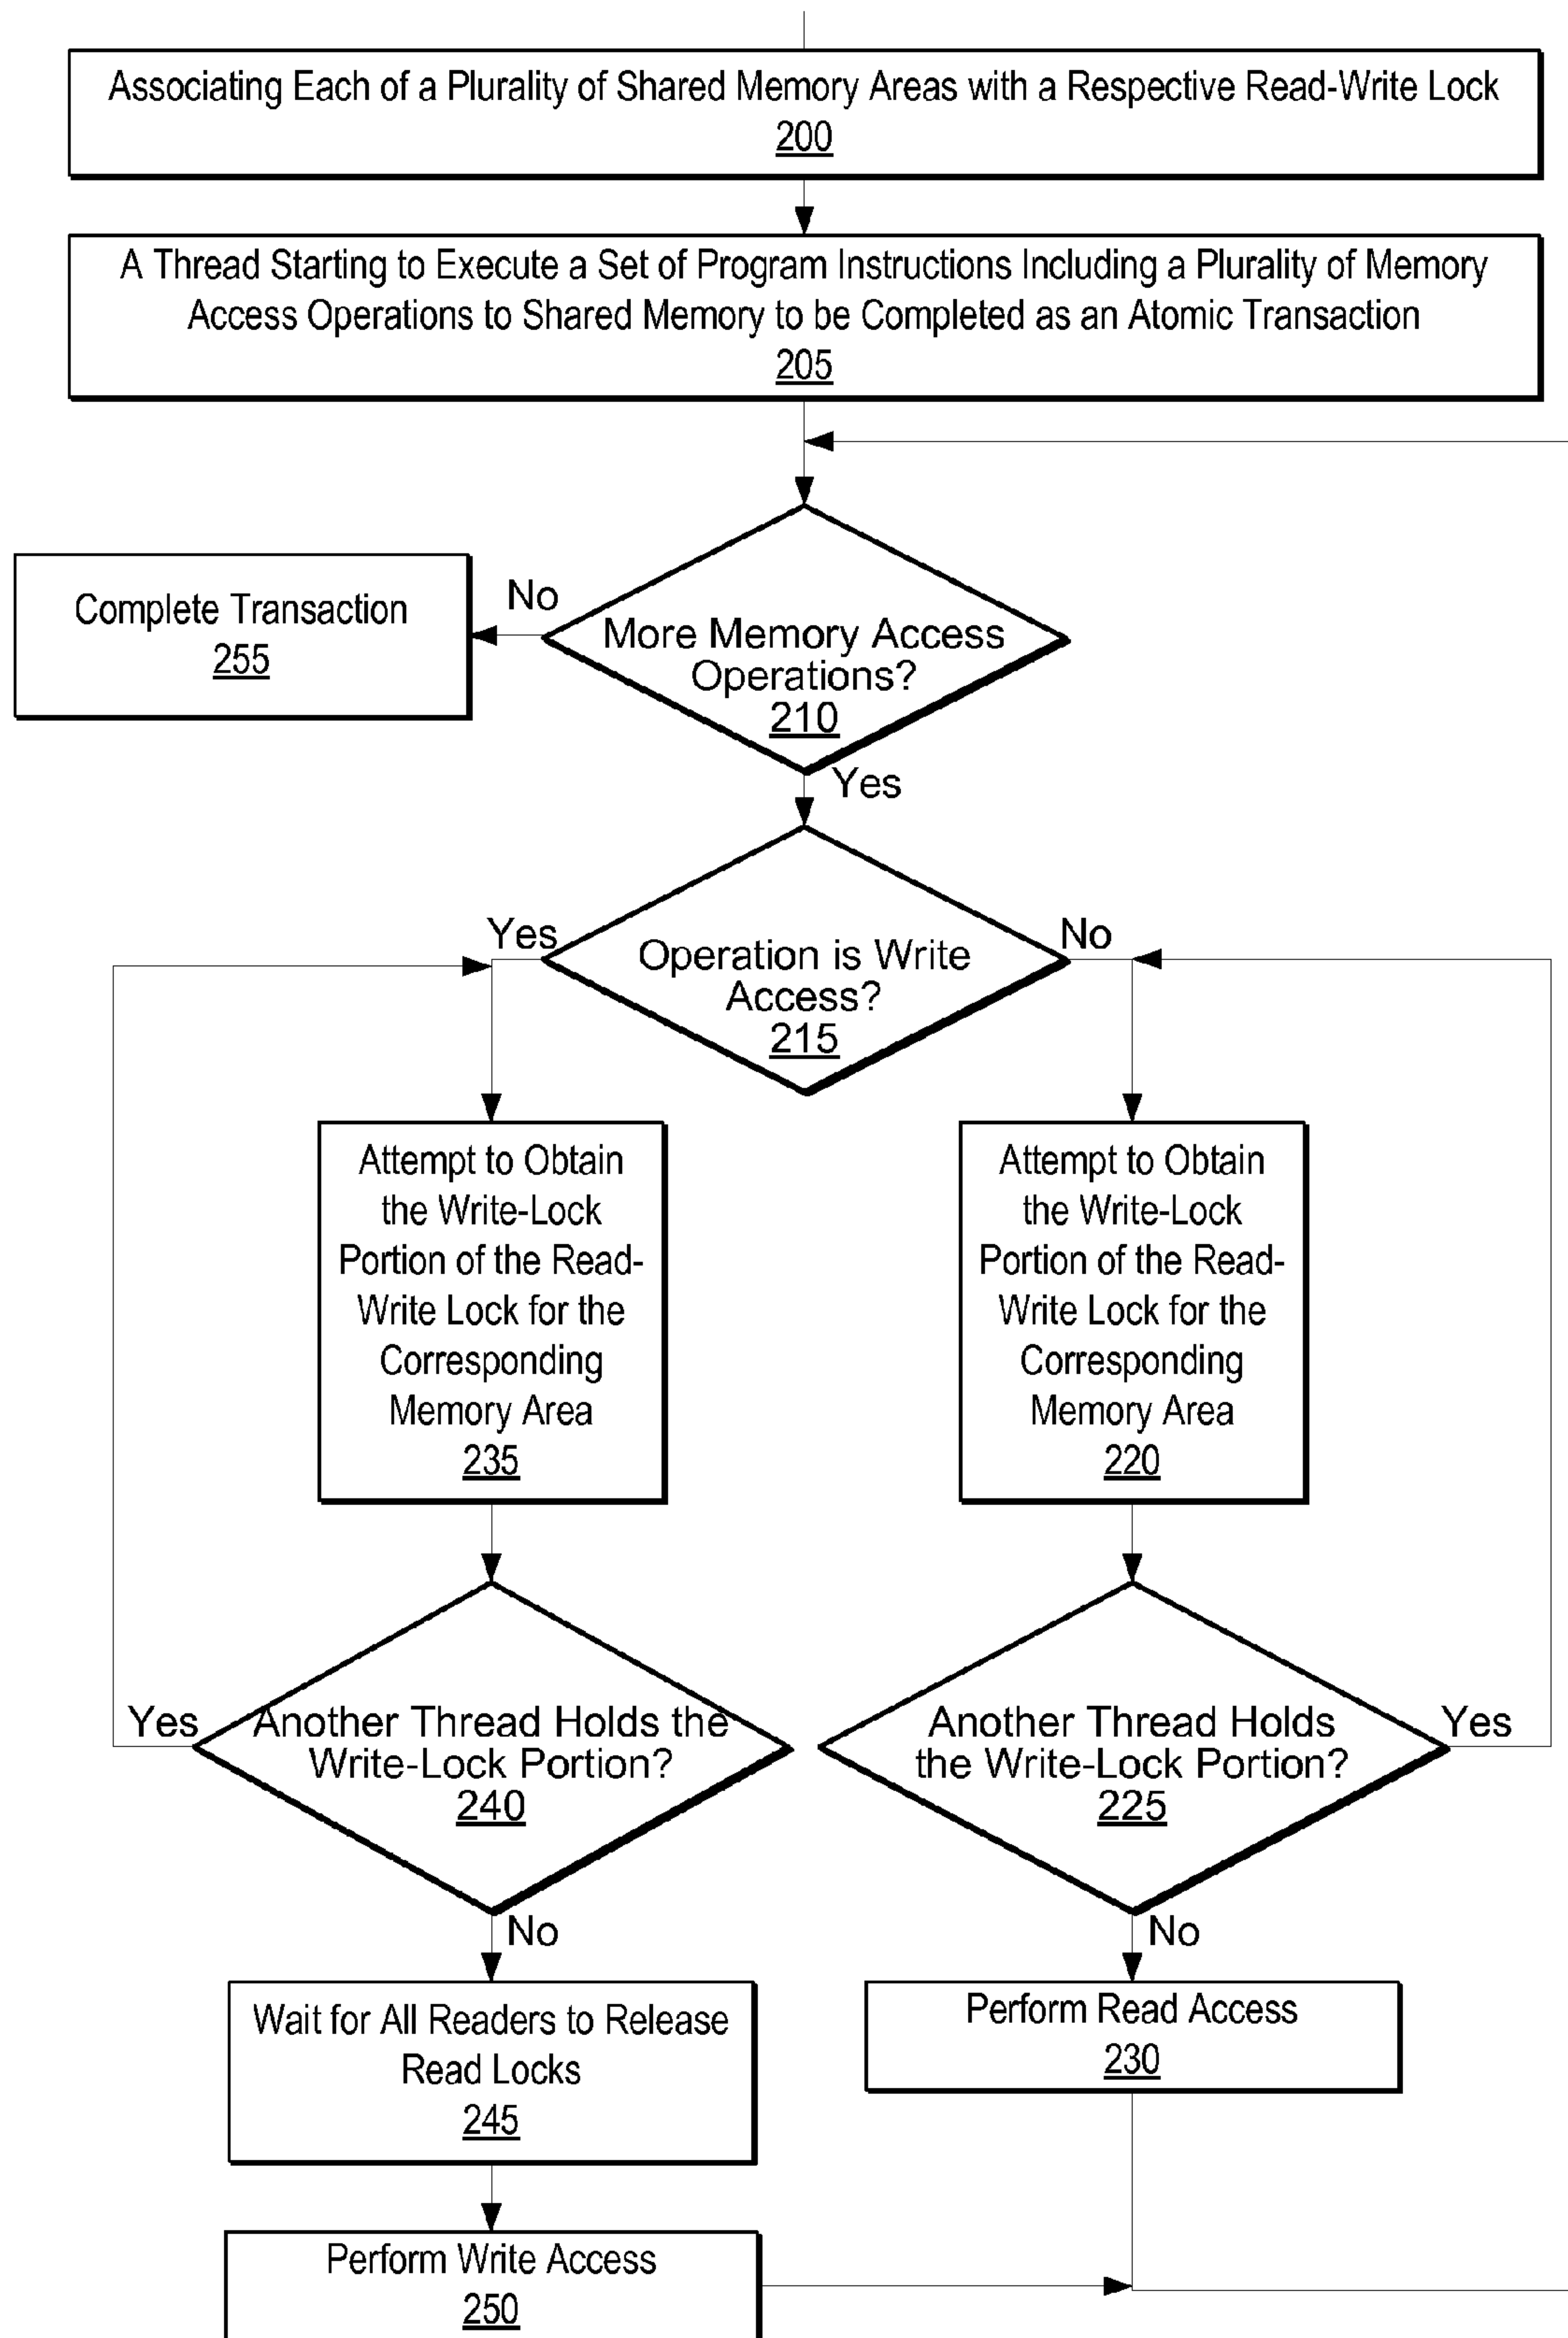 Associating Each of a Plurality of Shared Memory Areas with a Respective Read-Write Lock
200
A Thread Starting to Execute a Set of Program Instructions Including a Plurality of Memory
Access Operations to Shared Memory to be Completed as an Atomic Transaction
205
No
Complete Transaction
255
More Memory Access
Operations?
210
Yes
Yes
No
Operation is Write
Access?
215
Attempt to Obtain
the Write-Lock
Portion of the Read-
Write Lock for the
Corresponding
Memory Area
235
Attempt to Obtain
the Write-Lock
Portion of the Read-
Write Lock for the
Corresponding
Memory Area
220
Yes
Another Thread Holds the
Write-Lock Portion?
240
Another Thread Holds
the Write-Lock Portion?
225
Yes
No
No
Wait for All Readers to Release
Read Locks
245
Perform Read Access
230
Perform Write Access
250